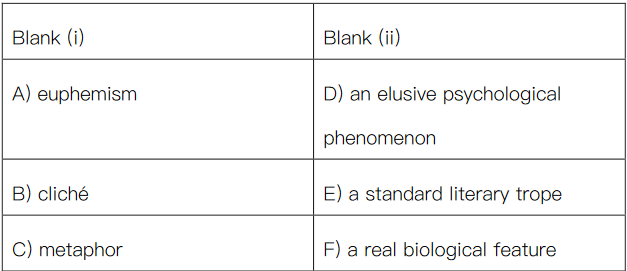 Blank (i) Blank (ii)
A) euphemism D) an elusive psychological
phenomenon
B) cliché E) a standard literary trope
C) metaphor F) a real biological feature